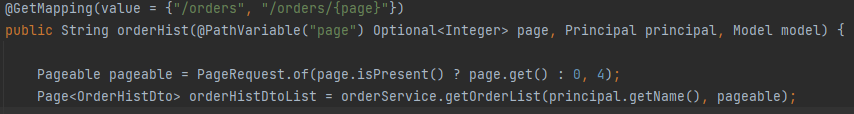 @GetMapping(value = {"/orders", "/orders/{page}"})
public String orderHist(@PathVariable("page") Optional<Integer> page, Principal principal, Model model) {
Pageable pageable = PageRequest.of(page.isPresent() ? page.get() : 0, 4);
Page<OrderHistDto> orderHistDtoList = orderService.getOrderList(principal.getName(), pageable);